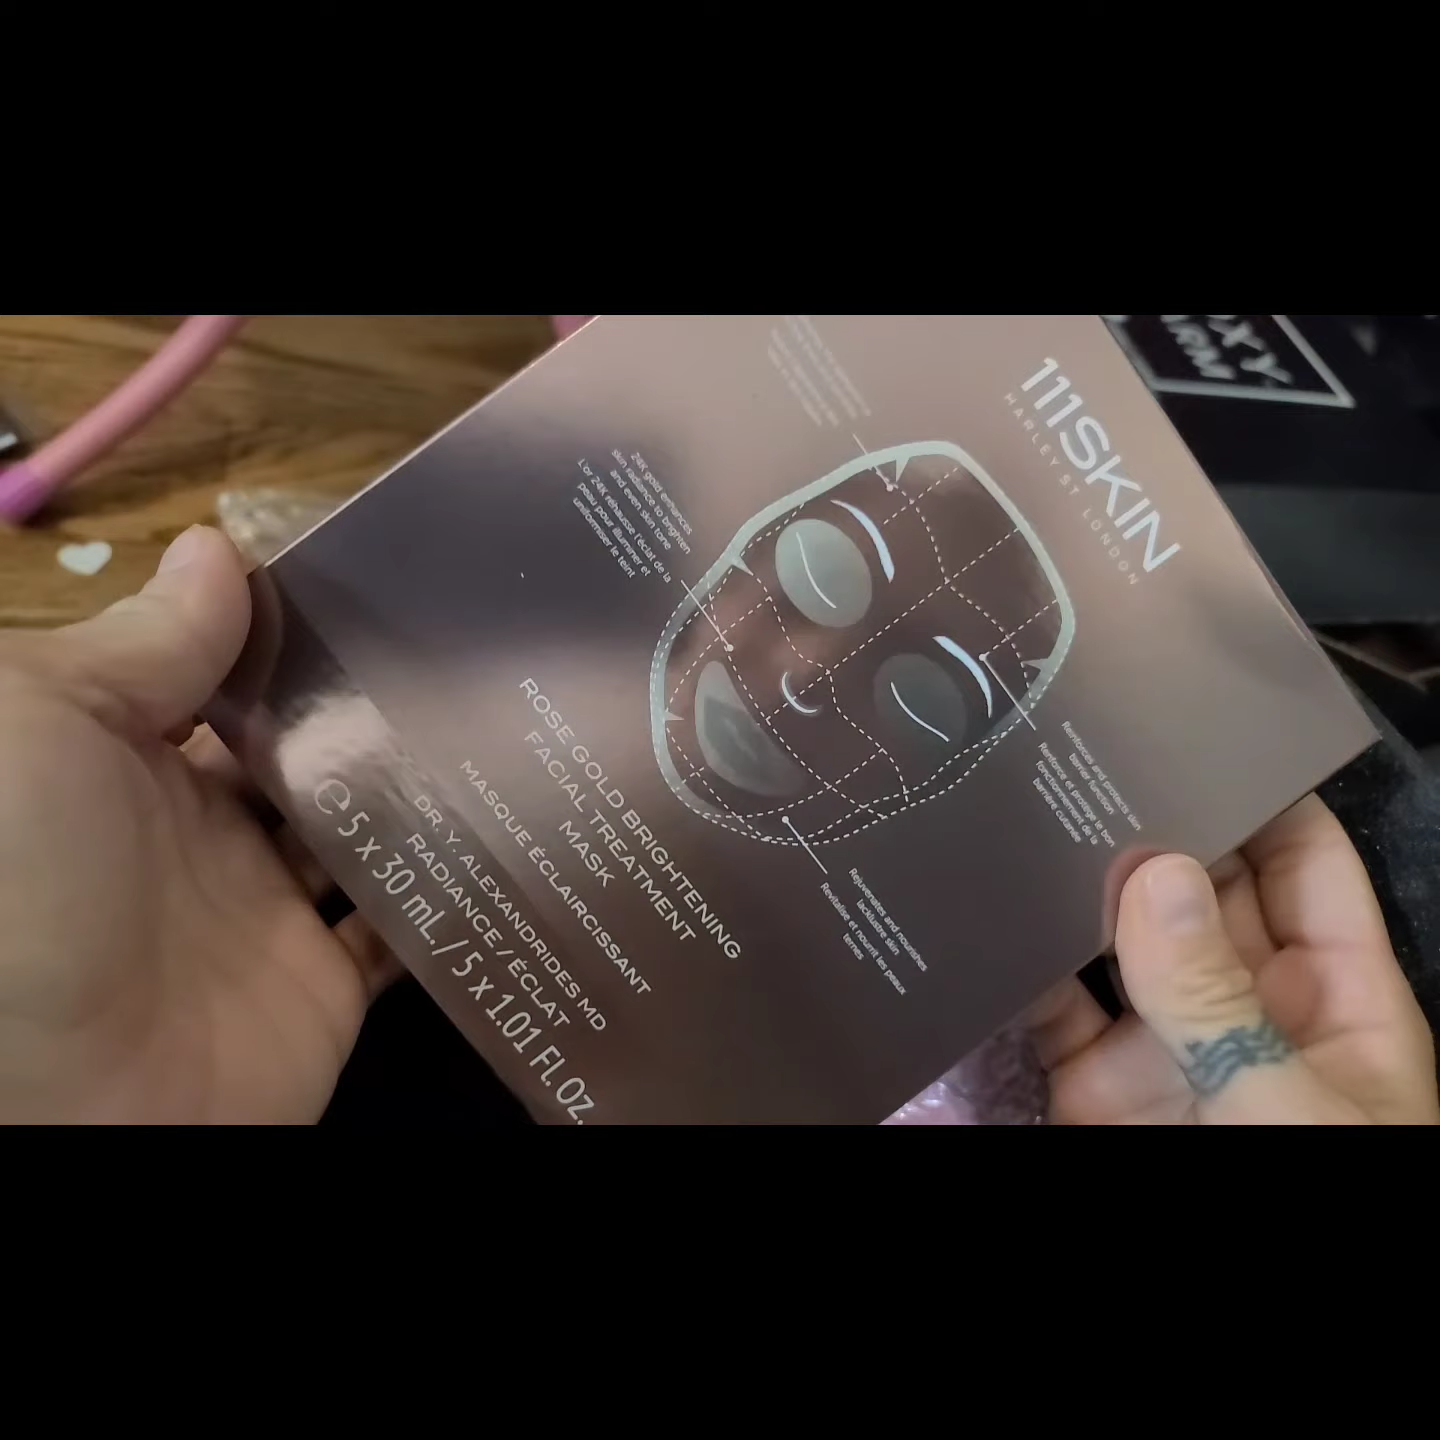 111SKIN
HARLEY ST LONDON
XY
24K gold enhances
skin radiance to brighten
and even skin tone
L'or 24K réhausse l'éclat de la
peau pour illuminer et
uniformiser le teint
Reinforces and protects skin
barrier function
Renforce et protège le bon
fonctionnement de la
barrière cutanée
Rejuvenates and nourishes
lacklustre skin
Revitalise et nourrit les peaux
ternes
ROSE GOLD BRIGHTENING
FACIAL TREATMENT
MASK
MASQUE ÉCLAIRCISSANT
DR. Y. ALEXANDRIDES MD
RADIANCE / ÉCLAT
℮ 5 x 30 mL. / 5 x 1.01 Fl. Oz.